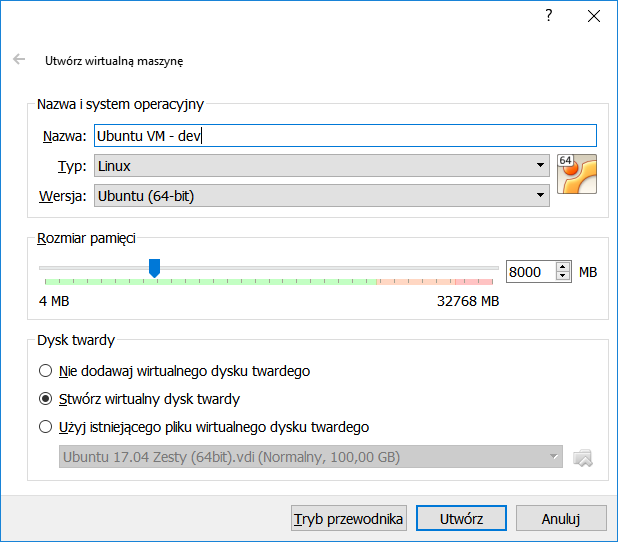 ?
Utwórz wirtualną maszynę
Nazwa i system operacyjny
Nazwa: Ubuntu VM - dev
Typ: Linux
64
Wersja: Ubuntu (64-bit)
Rozmiar pamięci
8000 MB
4 MB 32768 MB
Dysk twardy
Nie dodawaj wirtualnego dysku twardego
Stwórz wirtualny dysk twardy
Użyj istniejącego pliku wirtualnego dysku twardego
Ubuntu 17.04 Zesty (64bit).vdi (Normalny, 100,00 GB)
Tryb przewodnika Utwórz Anuluj